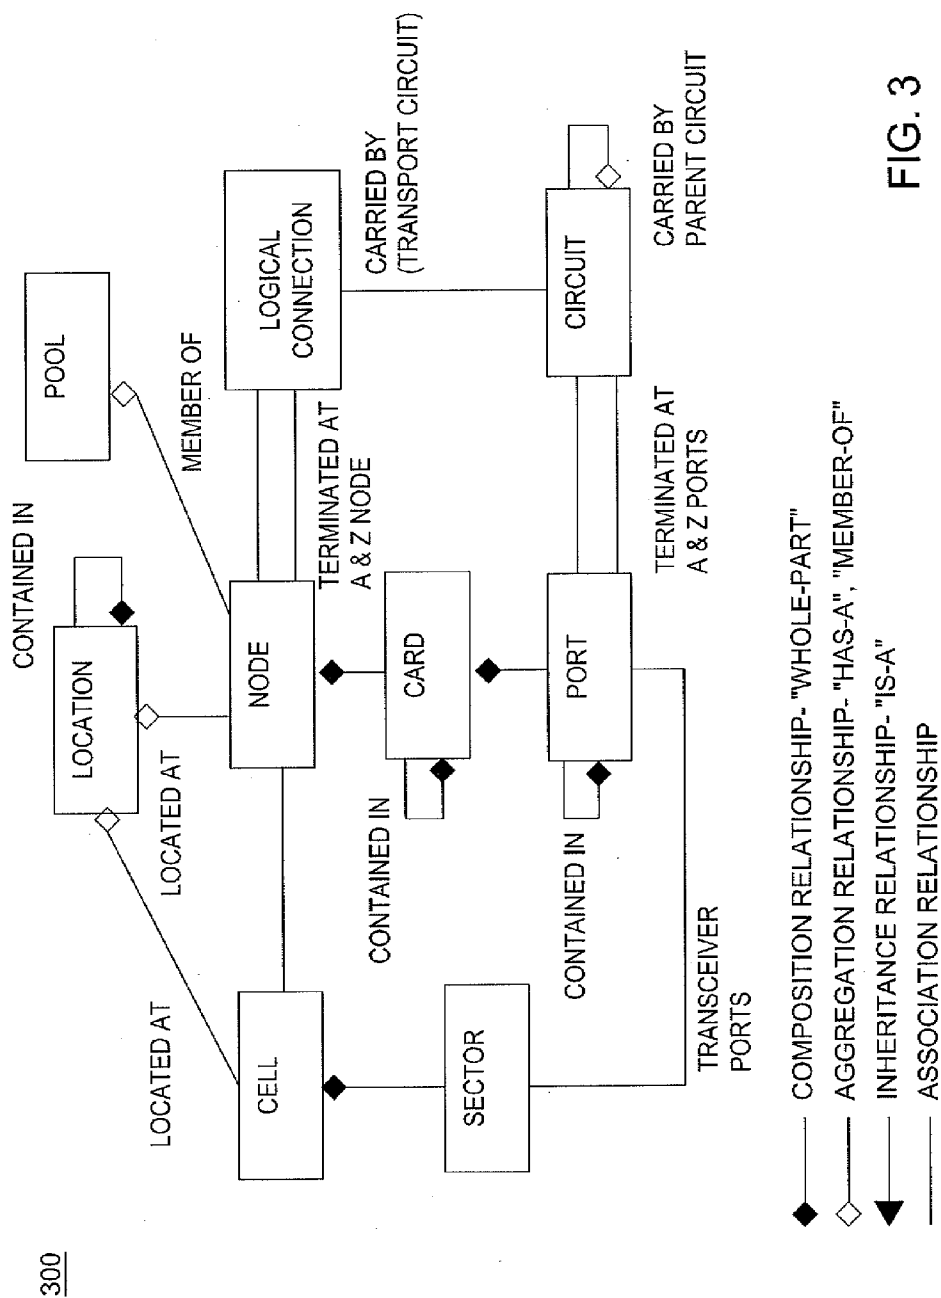 300
CONTAINED IN
POOL
LOCATION
LOCATED AT
LOCATED AT
MEMBER OF
CELL
NODE
LOGICAL
CONNECTION
TERMINATED AT
A & Z NODE
CARRIED BY
(TRANSPORT CIRCUIT)
CONTAINED IN
CARD
SECTOR
CONTAINED IN
PORT
CIRCUIT
TERMINATED AT
A & Z PORTS
CARRIED BY
PARENT CIRCUIT
TRANSCEIVER
PORTS
COMPOSITION RELATIONSHIP- "WHOLE-PART"
AGGREGATION RELATIONSHIP- "HAS-A", "MEMBER-OF"
INHERITANCE RELATIONSHIP- "IS-A"
ASSOCIATION RELATIONSHIP
FIG. 3